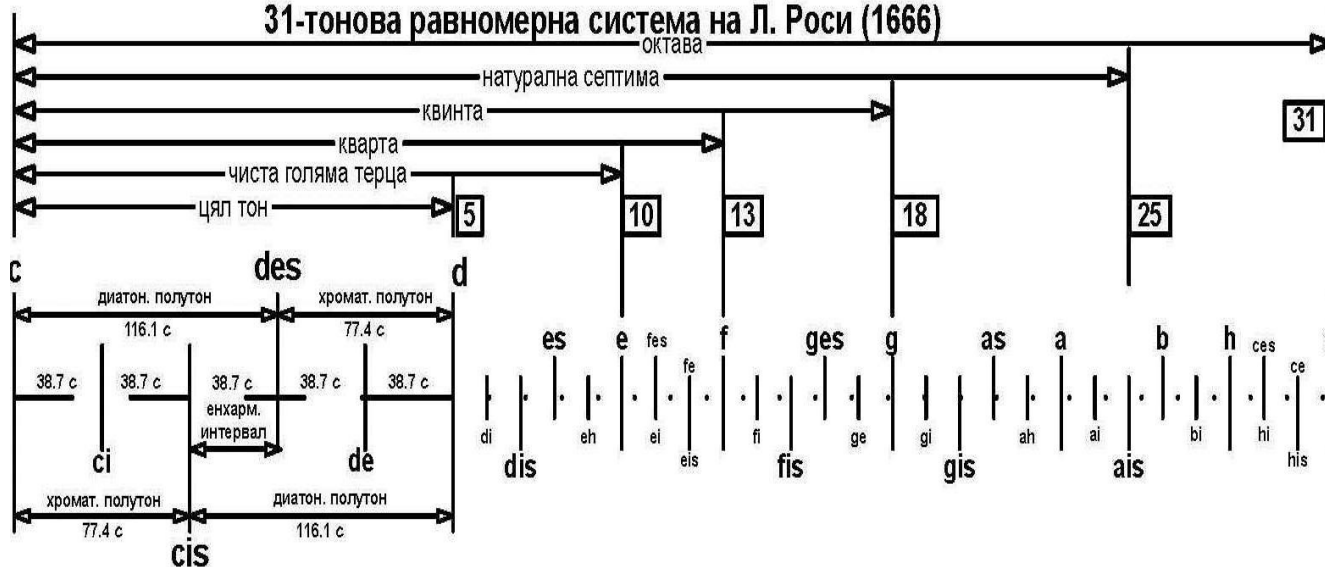 31-тонова равномерна система на Л. Роси (1666)
октава
натурална септима
квинта
31
кварта
чиста голяма терца
цял тон
5
10
13
18
25
c
des
d
диатон. полутон
хромат. полутон
116.1 c
77.4 c
es
e
fes
f
ges
g
as
a
b
h
ces
fe
ce
38.7 c
38.7 c
38.7 c
38.7 c
38.7 c
енхарм.
интервал
di
eh
ei
fi
ge
gi
ah
ai
bi
hi
ci
de
dis
eis
fis
gis
ais
his
хромат. полутон
диатон. полутон
77.4 c
116.1 c
cis